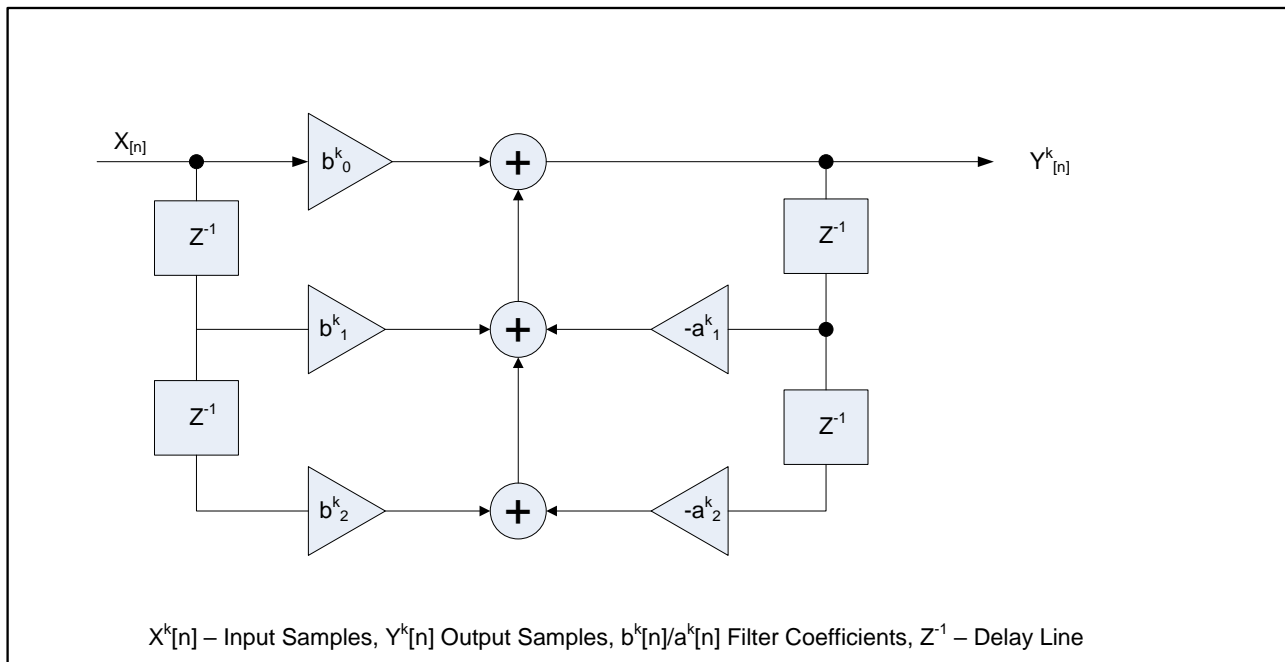 X[n]
b^k_0
+
Y^k[n]
Z^-1
Z^-1
b^k_1
+
-a^k_1
Z^-1
Z^-1
b^k_2
+
-a^k_2
X^k[n] – Input Samples, Y^k[n] Output Samples, b^k[n]/a^k[n] Filter Coefficients, Z^-1 – Delay Line